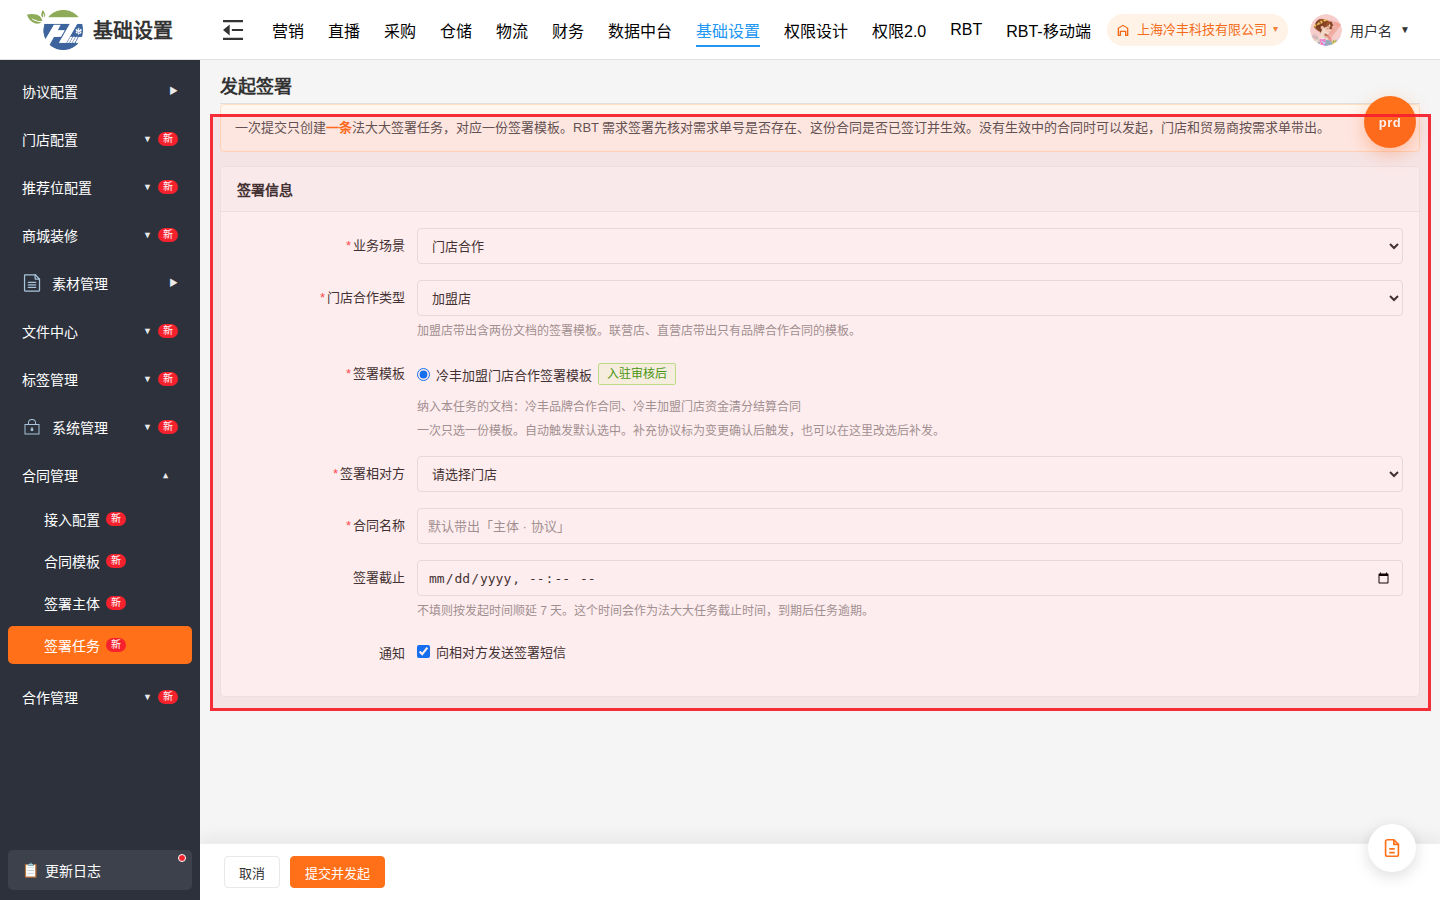 基础设置
营销 直播 采购 仓储 物流 财务 数据中台 基础设置 权限设计 权限2.0 RBT RBT-移动端
上海冷丰科技有限公司
用户名
协议配置
门店配置 新
推荐位配置 新
商城装修 新
素材管理
文件中心 新
标签管理 新
系统管理 新
合同管理
接入配置 新
合同模板 新
签署主体 新
签署任务 新
合作管理 新
更新日志
发起签署
一次提交只创建一条法大大签署任务，对应一份签署模板。RBT 需求签署先核对需求单号是否存在、这份合同是否已签订并生效。没有生效中的合同时可以发起，门店和贸易商按需求单带出。
prd
签署信息
*业务场景 门店合作
*门店合作类型 加盟店
加盟店带出含两份文档的签署模板。联营店、直营店带出只有品牌合作合同的模板。
*签署模板 冷丰加盟门店合作签署模板 入驻审核后
纳入本任务的文档：冷丰品牌合作合同、冷丰加盟门店资金清分结算合同
一次只选一份模板。自动触发默认选中。补充协议标为变更确认后触发，也可以在这里改选后补发。
*签署相对方 请选择门店
*合同名称 默认带出「主体 · 协议」
签署截止 mm/dd/yyyy, --:-- --
不填则按发起时间顺延 7 天。这个时间会作为法大大任务截止时间，到期后任务逾期。
通知 向相对方发送签署短信
取消 提交并发起